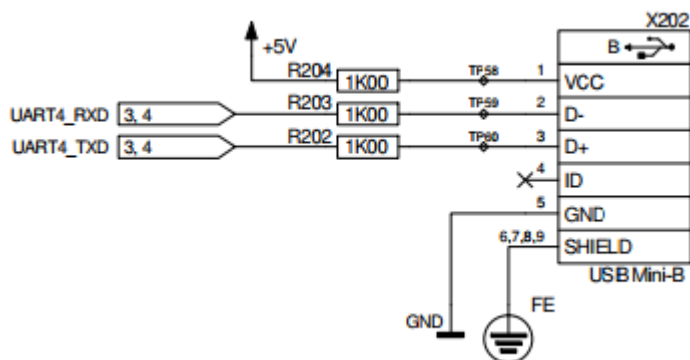 X202
B
+5V
R204 1K00 TP58 1 VCC
UART4_RXD 3, 4 R203 1K00 TP59 2 D-
UART4_TXD 3, 4 R202 1K00 TP60 3 D+
4 ID
5 GND
6,7,8,9 SHIELD
USB Mini-B
FE
GND